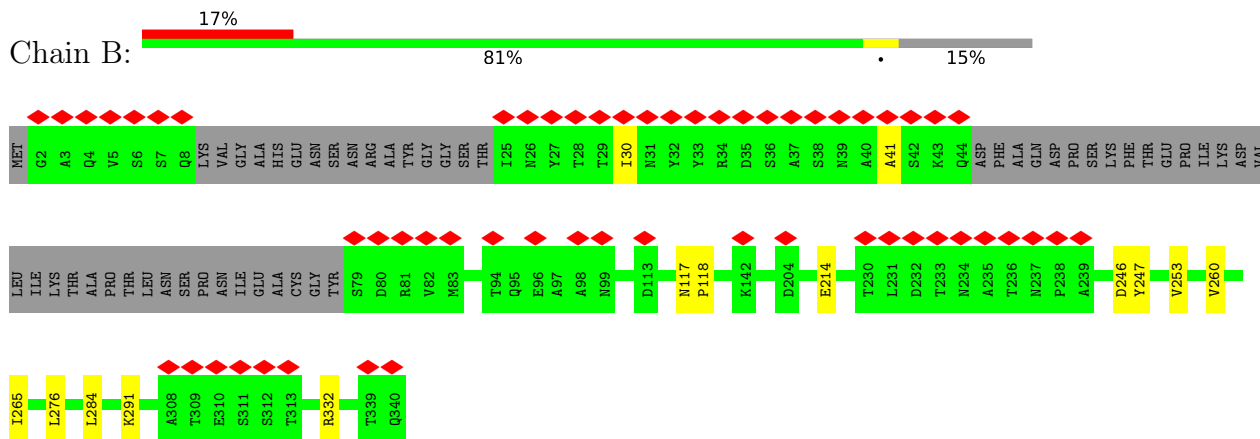 17%
Chain B:
81%
•
15%
MET G2 A3 Q4 V5 S6 S7 Q8 LYS VAL GLY ALA HIS GLU ASN SER ASN ARG ALA TYR GLY GLY SER THR I25 N26 Y27 T28 T29 I30 N31 Y32 Y33 R34 D35 S36 A37 S38 N39 A40 A41 S42 K43 Q44 ASP PHE ALA GLN ASP PRO SER LYS PHE THR GLU PRO ILE LYS ASP VAL
LEU ILE LYS THR ALA PRO THR LEU ASN SER PRO ASN ILE GLU ALA CYS GLY TYR S79 D80 R81 V82 M83 T94 Q95 E96 A97 A98 N99 D113 N117 P118 K142 D204 E214 T230 L231 D232 T233 N234 A235 T236 N237 P238 A239 D246 Y247 V253 V260
I265 L276 L284 K291 A308 T309 E310 S311 S312 T313 R332 T339 Q340